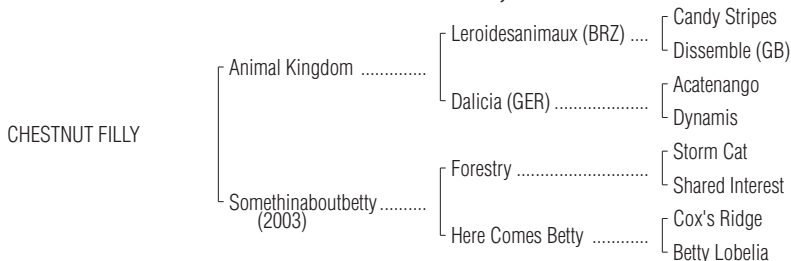 Candy Stripes
Leroidesanimaux (BRZ) ....
Dissemble (GB)
Animal Kingdom ..............
Acatenango
Dalicia (GER) ....................
Dynamis
CHESTNUT FILLY
Storm Cat
Forestry ............................
Shared Interest
Somethinaboutbetty ..........
(2003)
Cox's Ridge
Here Comes Betty ............
Betty Lobelia